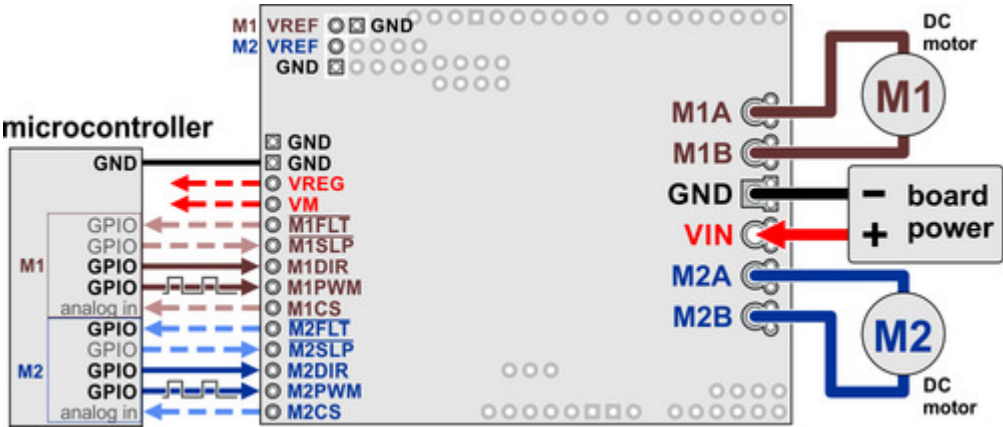 M1 VREF GND
M2 VREF
GND
DC
motor
M1
M1A
M1B
microcontroller
GND
GND
GND
VREG
VM
GPIO M1FLT
GPIO M1SLP
M1
GPIO M1DIR
GPIO M1PWM
analog in M1CS
GPIO M2FLT
GPIO M2SLP
M2
GPIO M2DIR
GPIO M2PWM
analog in M2CS
GND
VIN
− board
+ power
M2A
M2B
M2
DC
motor